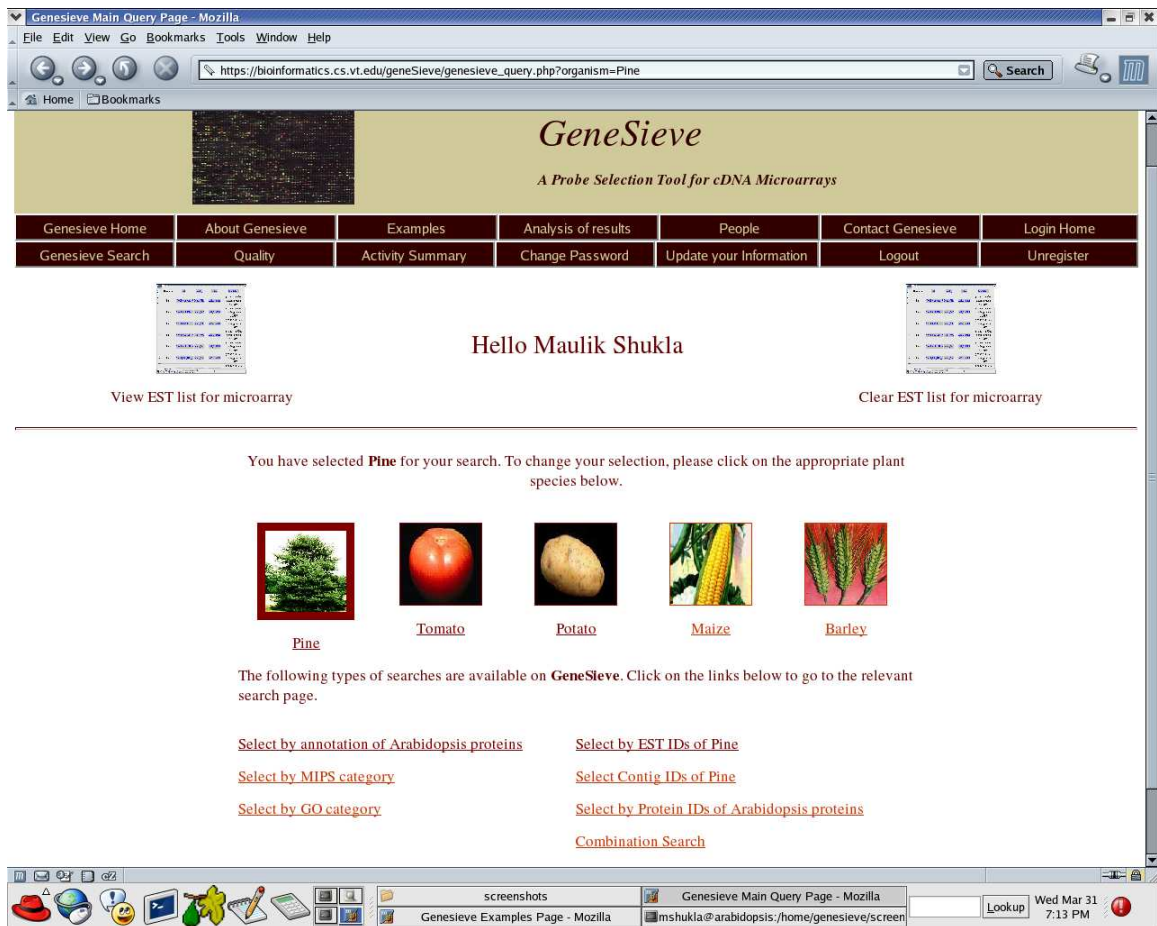 Genesieve Main Query Page - Mozilla
File Edit View Go Bookmarks Tools Window Help
https://bioinformatics.cs.vt.edu/geneSieve/genesieve_query.php?organism=Pine
Search
Home Bookmarks
GeneSieve
A Probe Selection Tool for cDNA Microarrays
Genesieve Home About Genesieve Examples Analysis of results People Contact Genesieve Login Home
Genesieve Search Quality Activity Summary Change Password Update your Information Logout Unregister
Hello Maulik Shukla
View EST list for microarray Clear EST list for microarray
You have selected Pine for your search. To change your selection, please click on the appropriate plant
species below.
Pine Tomato Potato Maize Barley
The following types of searches are available on GeneSieve. Click on the links below to go to the relevant
search page.
Select by annotation of Arabidopsis proteins Select by EST IDs of Pine
Select by MIPS category Select Contig IDs of Pine
Select by GO category Select by Protein IDs of Arabidopsis proteins
Combination Search
screenshots Genesieve Main Query Page - Mozilla
Genesieve Examples Page - Mozilla mshukla@arabidopsis:/home/genesieve/screen
Lookup
Wed Mar 31
7:13 PM